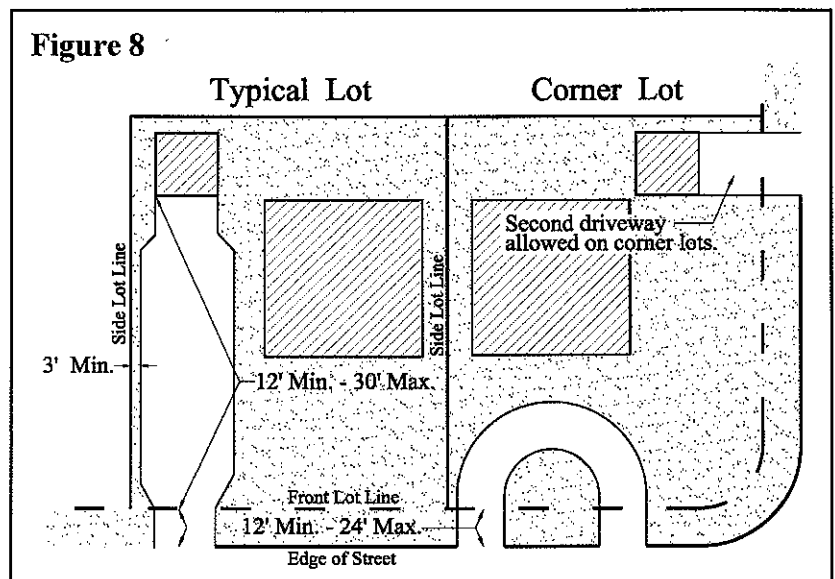 Figure 8
Typical Lot
Corner Lot
Second driveway
allowed on corner lots.
Side Lot Line
Side Lot Line
3' Min.
12' Min. - 30' Max.
Front Lot Line
12' Min. - 24' Max.
Edge of Street